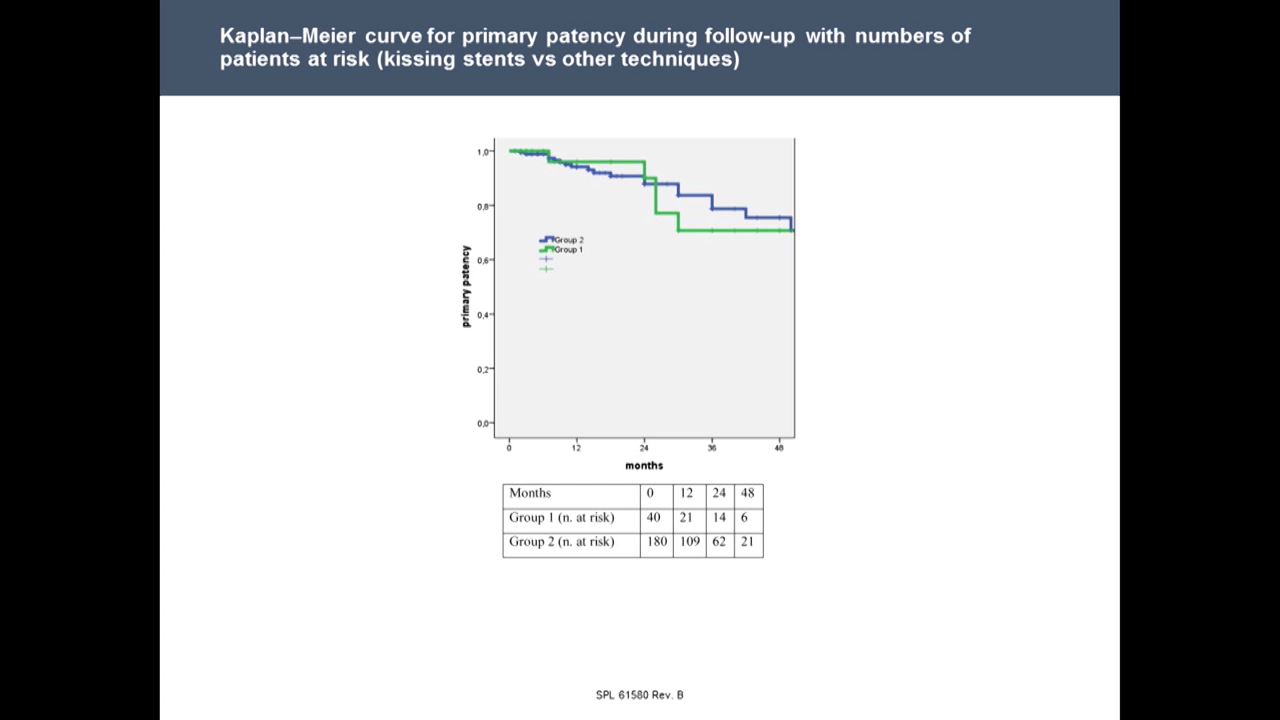 Kaplan–Meier curve for primary patency during follow-up with numbers of
patients at risk (kissing stents vs other techniques)
1,0
0,8
Group 2
Group 1
0,6
primary patency
0,4
0,2
0,0
0 12 24 36 48
months
Months 0 12 24 48
Group 1 (n. at risk) 40 21 14 6
Group 2 (n. at risk) 180 109 62 21
SPL 61580 Rev. B